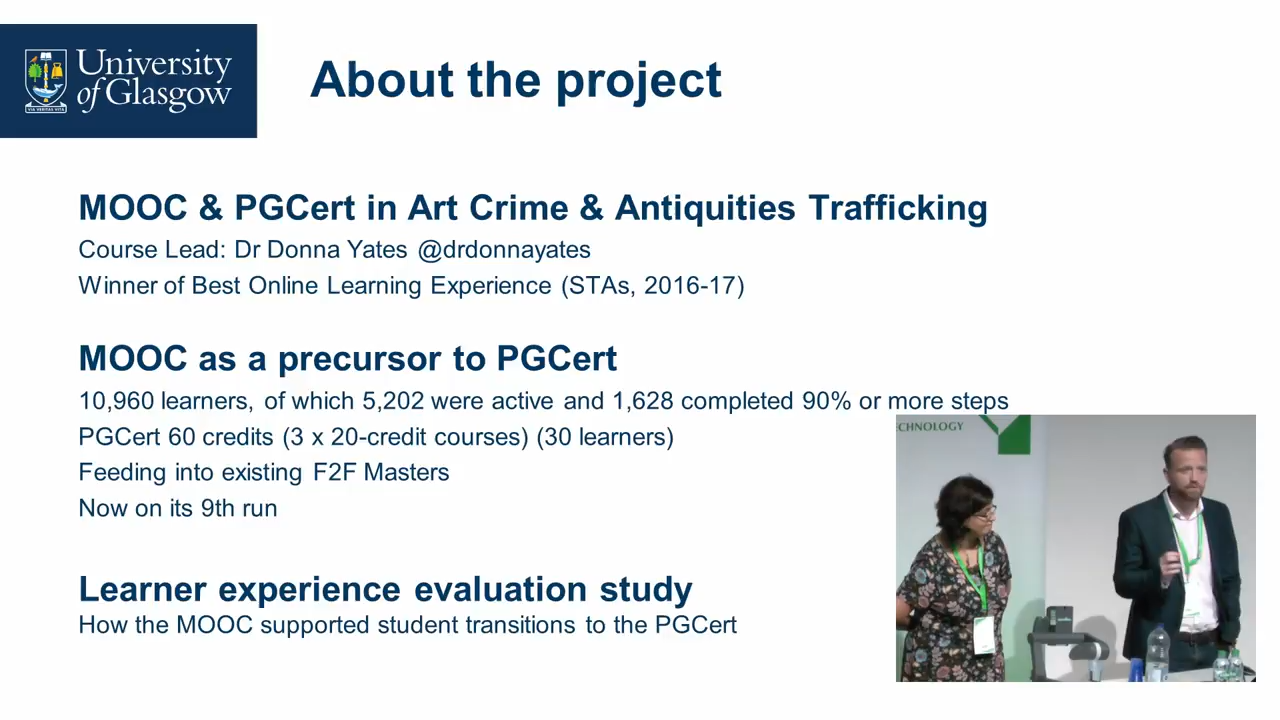 University
of Glasgow
VIA VERITAS VITA
About the project
MOOC & PGCert in Art Crime & Antiquities Trafficking
Course Lead: Dr Donna Yates @drdonnayates
Winner of Best Online Learning Experience (STAs, 2016-17)
MOOC as a precursor to PGCert
10,960 learners, of which 5,202 were active and 1,628 completed 90% or more steps
PGCert 60 credits (3 x 20-credit courses) (30 learners)
Feeding into existing F2F Masters
Now on its 9th run
Learner experience evaluation study
How the MOOC supported student transitions to the PGCert
ECHNOLOGY